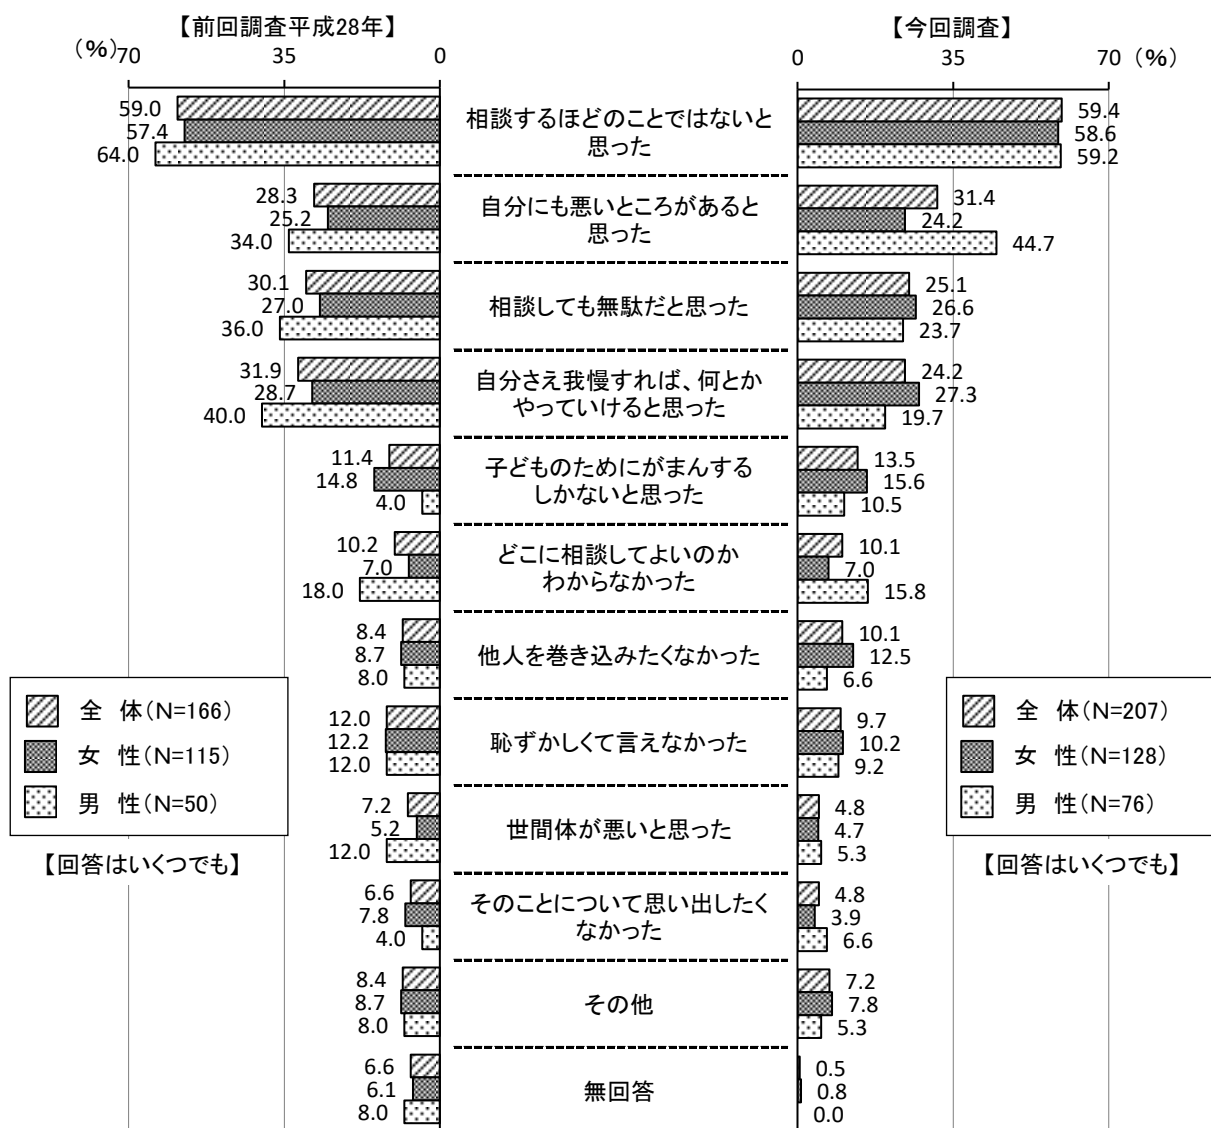 【前回調査平成28年】
【今回調査】
(%)
70
35
0
0
35
70
(%)
59.0
57.4
64.0
相談するほどのことではないと
思った
59.4
58.6
59.2
28.3
25.2
34.0
自分にも悪いところがあると
思った
31.4
24.2
44.7
30.1
27.0
36.0
相談しても無駄だと思った
25.1
26.6
23.7
31.9
28.7
40.0
自分さえ我慢すれば、何とか
やっていけると思った
24.2
27.3
19.7
11.4
14.8
4.0
子どものためにがまんする
しかないと思った
13.5
15.6
10.5
10.2
7.0
18.0
どこに相談してよいのか
わからなかった
10.1
7.0
15.8
8.4
8.7
8.0
他人を巻き込みたくなかった
10.1
12.5
6.6
12.0
12.2
12.0
恥ずかしくて言えなかった
9.7
10.2
9.2
7.2
5.2
12.0
世間体が悪いと思った
4.8
4.7
5.3
6.6
7.8
4.0
そのことについて思い出したく
なかった
4.8
3.9
6.6
8.4
8.7
8.0
その他
7.2
7.8
5.3
6.6
6.1
8.0
無回答
0.5
0.8
0.0
全 体(N=166)
女 性(N=115)
男 性(N=50)
【回答はいくつでも】
全 体(N=207)
女 性(N=128)
男 性(N=76)
【回答はいくつでも】